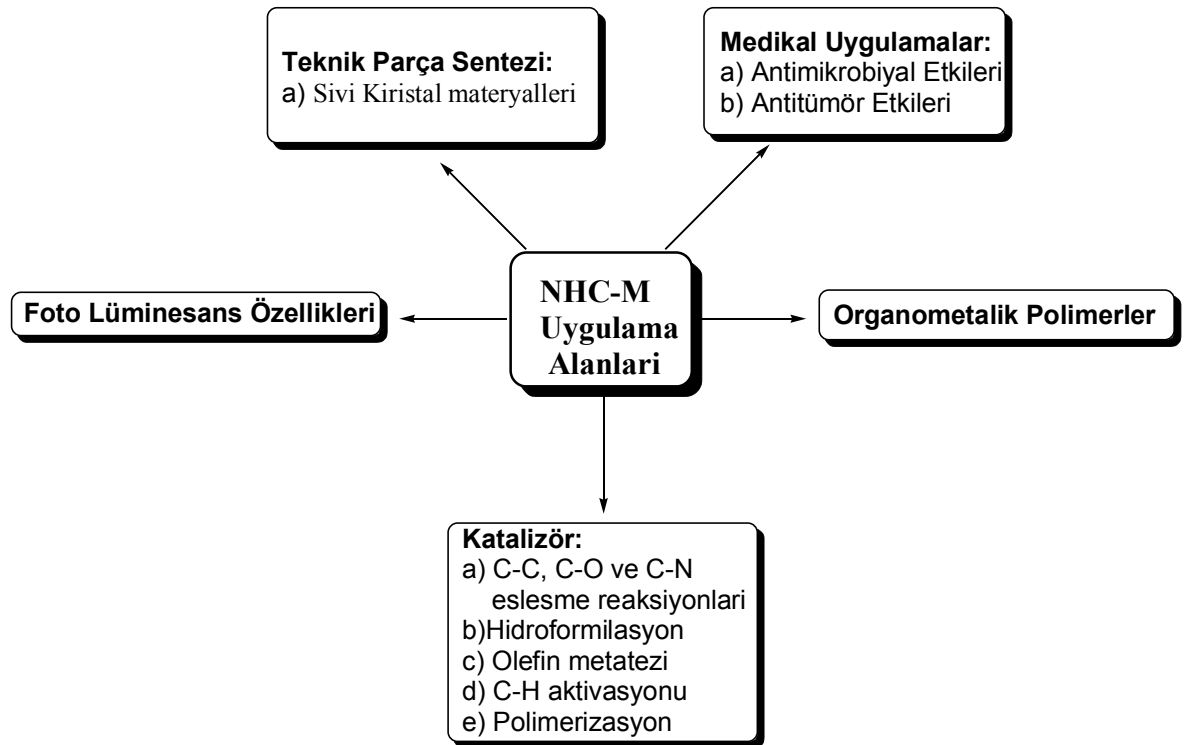 Teknik Parça Sentezi:
a) Sivi Kiristal materyalleri
Medikal Uygulamalar:
a) Antimikrobiyal Etkileri
b) Antitümör Etkileri
Foto Lüminesans Özellikleri
NHC-M
Uygulama
Alanlari
Organometalik Polimerler
Katalizör:
a) C-C, C-O ve C-N
eslesme reaksiyonlari
b)Hidroformilasyon
c) Olefin metatezi
d) C-H aktivasyonu
e) Polimerizasyon